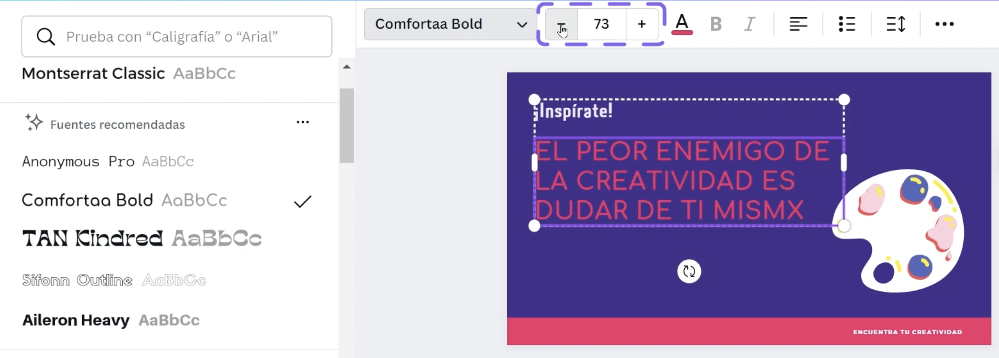 Prueba con “Caligrafía” o “Arial”
Montserrat Classic AaBbCc
Fuentes recomendadas
Anonymous Pro AaBbCc
Comfortaa Bold AaBbCc
TAN Kindred AaBbCc
Sifonn Outline AaBbCc
Aileron Heavy AaBbCc
Comfortaa Bold - 73 + A B I
¡Inspírate!
EL PEOR ENEMIGO DE
LA CREATIVIDAD ES
DUDAR DE TI MISMX
ENCUENTRA TU CREATIVIDAD